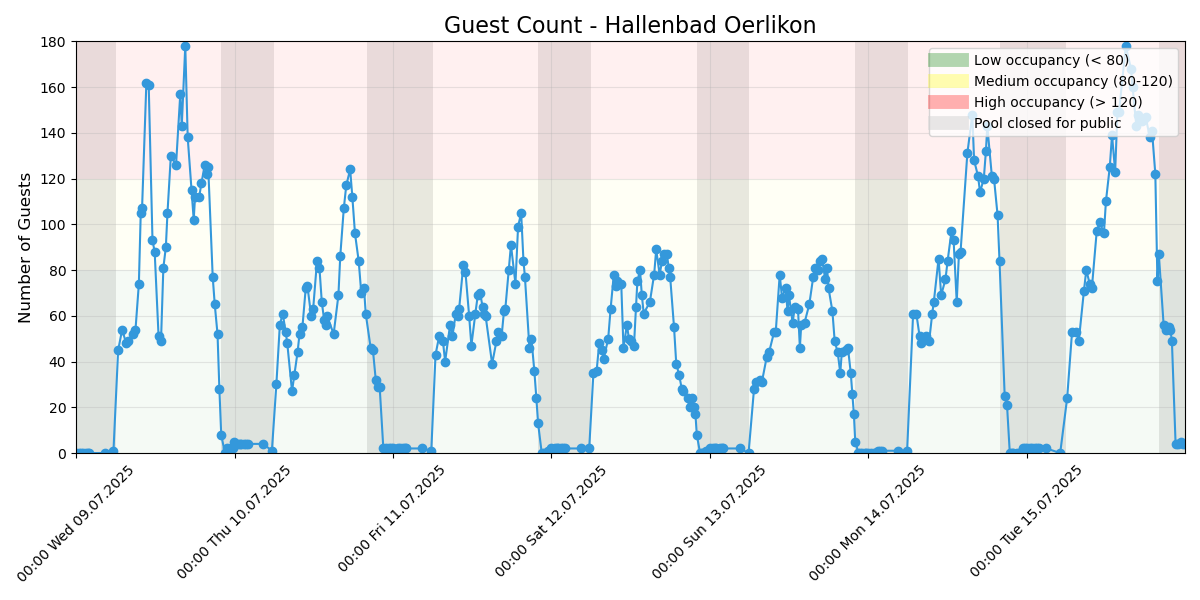 Guest Count - Hallenbad Oerlikon
Number of Guests
180
160
140
120
100
80
60
40
20
0
Low occupancy (< 80)
Medium occupancy (80-120)
High occupancy (> 120)
Pool closed for public
00:00 Wed 09.07.2025
00:00 Thu 10.07.2025
00:00 Fri 11.07.2025
00:00 Sat 12.07.2025
00:00 Sun 13.07.2025
00:00 Mon 14.07.2025
00:00 Tue 15.07.2025